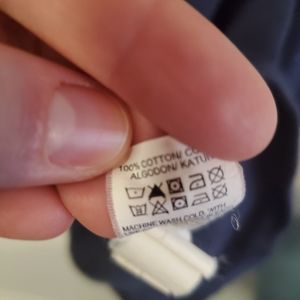 100% COTTON/
ALGODON/
MACHINE WASH COLD, WITH